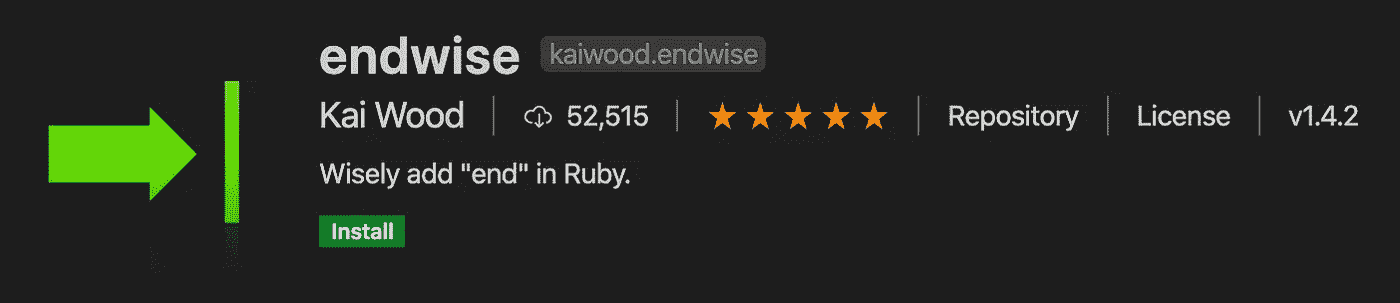 endwise kaiwood.endwise
Kai Wood 52,515 Repository License v1.4.2
Wisely add "end" in Ruby.
Install